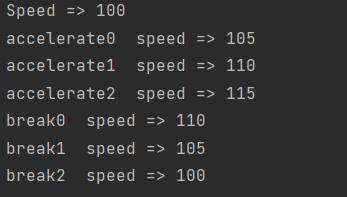 Speed => 100
accelerate0  speed => 105
accelerate1  speed => 110
accelerate2  speed => 115
break0  speed => 110
break1  speed => 105
break2  speed => 100